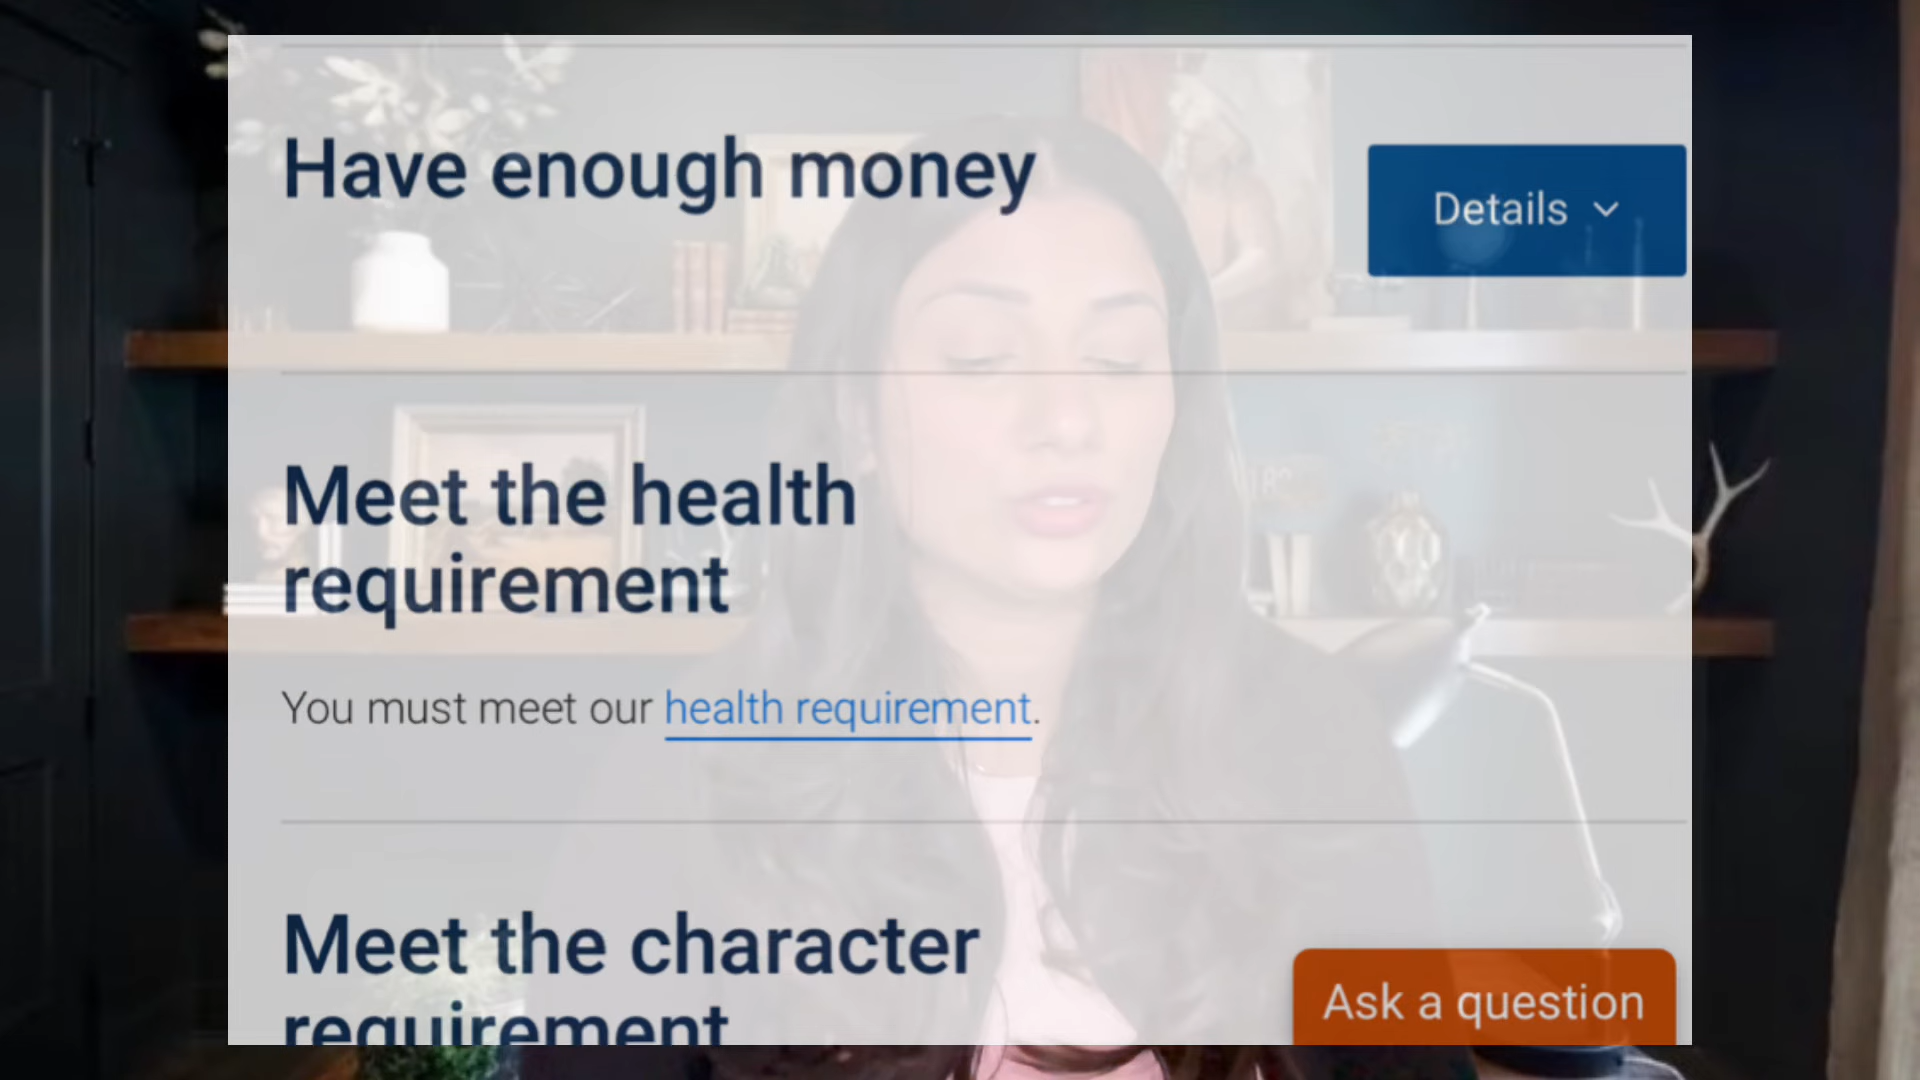 Have enough money
Details
Meet the health
requirement
You must meet our health requirement.
Meet the character
requirement
Ask a question